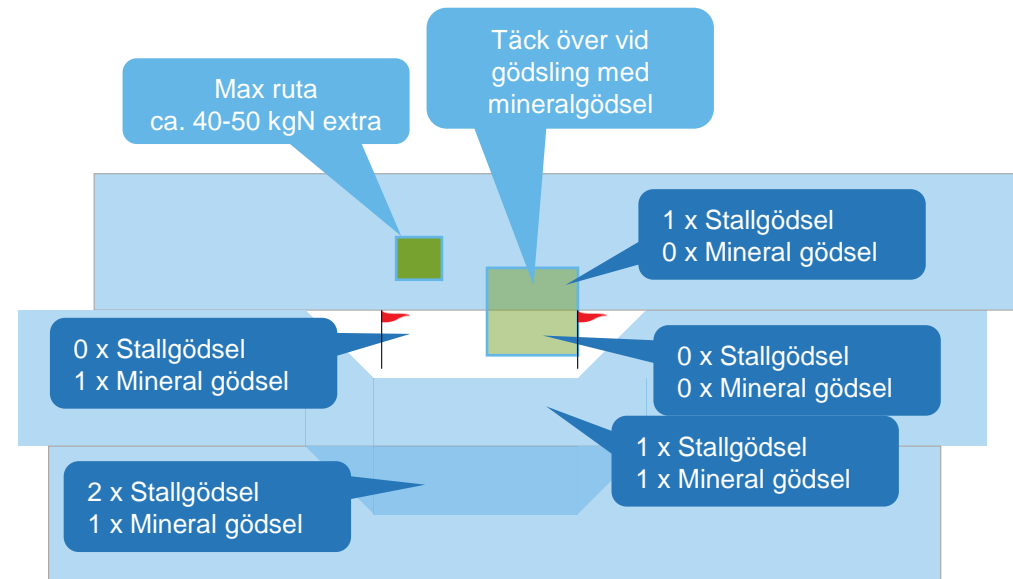 Täck över vid
gödsling med
mineralgödsel
Max ruta
ca. 40-50 kgN extra
1 x Stallgödsel
0 x Mineral gödsel
0 x Stallgödsel
1 x Mineral gödsel
0 x Stallgödsel
0 x Mineral gödsel
1 x Stallgödsel
1 x Mineral gödsel
2 x Stallgödsel
1 x Mineral gödsel